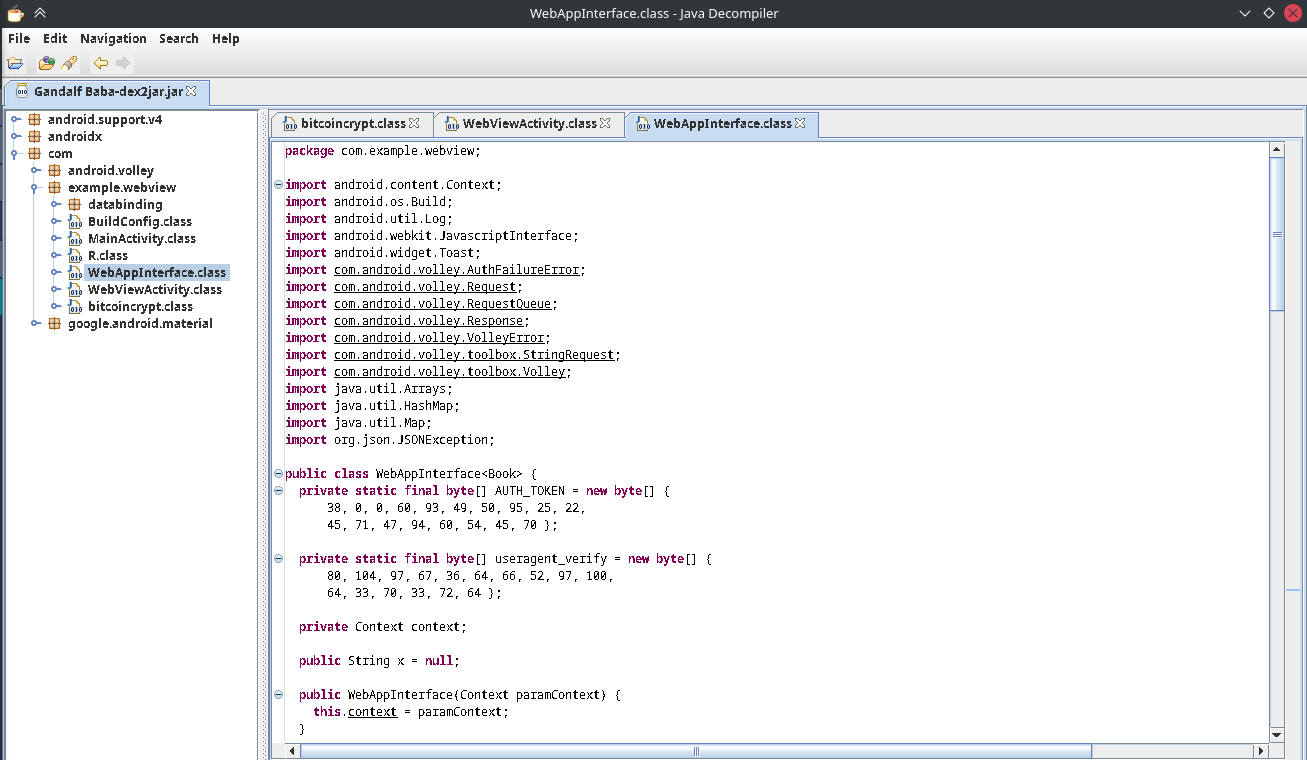 WebAppInterface.class - Java Decompiler
File Edit Navigation Search Help
Gandalf Baba-dex2jar.jar
android.support.v4
androidx
com
android.volley
example.webview
databinding
BuildConfig.class
MainActivity.class
R.class
WebAppInterface.class
WebViewActivity.class
bitcoincrypt.class
google.android.material
bitcoincrypt.class WebViewActivity.class WebAppInterface.class
package com.example.webview;
import android.content.Context;
import android.os.Build;
import android.util.Log;
import android.webkit.JavascriptInterface;
import android.widget.Toast;
import com.android.volley.AuthFailureError;
import com.android.volley.Request;
import com.android.volley.RequestQueue;
import com.android.volley.Response;
import com.android.volley.VolleyError;
import com.android.volley.toolbox.StringRequest;
import com.android.volley.toolbox.Volley;
import java.util.Arrays;
import java.util.HashMap;
import java.util.Map;
import org.json.JSONException;
public class WebAppInterface<Book> {
private static final byte[] AUTH_TOKEN = new byte[] {
38, 0, 0, 60, 93, 49, 50, 95, 25, 22,
45, 71, 47, 94, 60, 54, 45, 70 };
private static final byte[] useragent_verify = new byte[] {
80, 104, 97, 67, 36, 64, 66, 52, 97, 100,
64, 33, 70, 33, 72, 64 };
private Context context;
public String x = null;
public WebAppInterface(Context paramContext) {
this.context = paramContext;
}